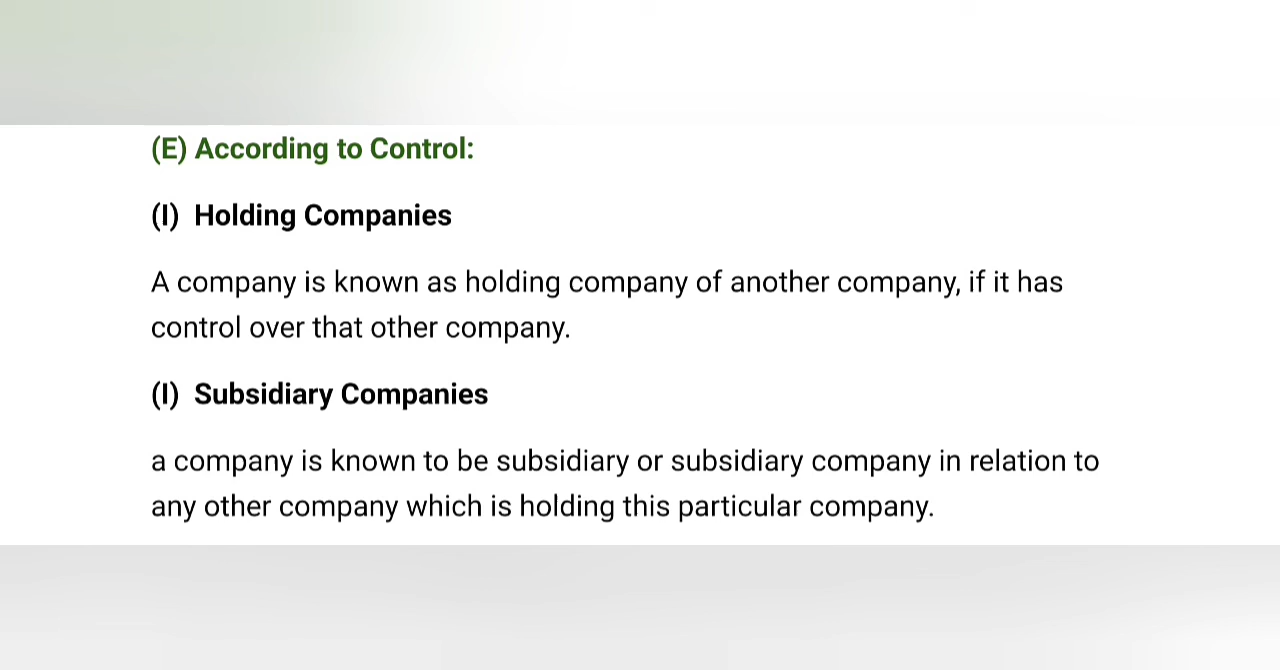 (E) According to Control:
(I) Holding Companies
A company is known as holding company of another company, if it has
control over that other company.
(I) Subsidiary Companies
a company is known to be subsidiary or subsidiary company in relation to
any other company which is holding this particular company.